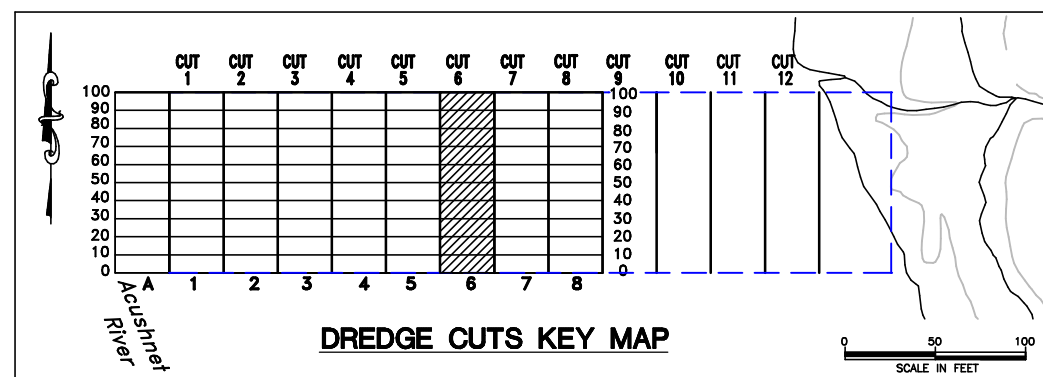 CUT CUT CUT CUT CUT CUT CUT CUT CUT CUT CUT CUT
1 2 3 4 5 6 7 8 9 10 11 12
100 100
90 90
80 80
70 70
60 60
50 50
40 40
30 30
20 20
10 10
0 0
A 1 2 3 4 5 6 7 8
Acushnet
River
DREDGE CUTS KEY MAP
0 50 100
SCALE IN FEET